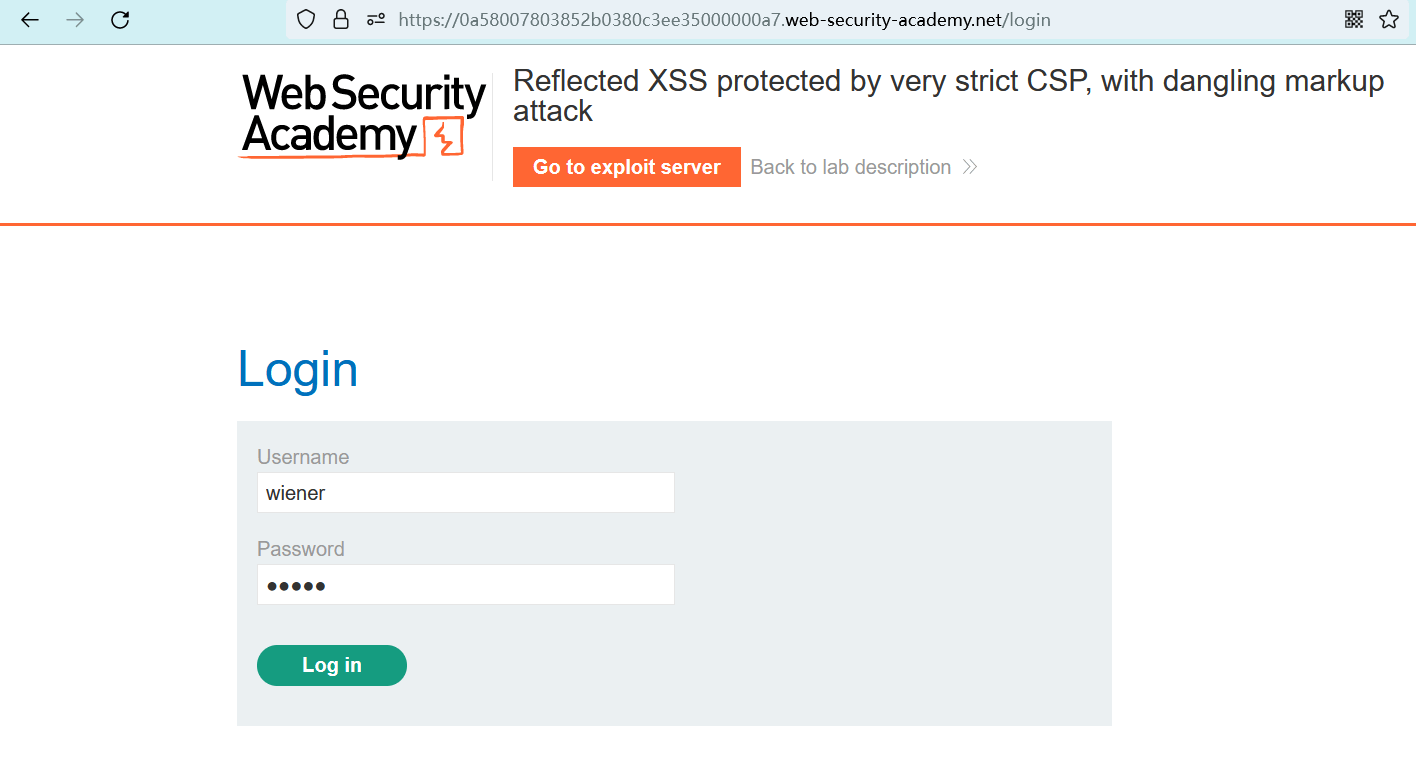 https://0a58007803852b0380c3ee35000000a7.web-security-academy.net/login
Web Security
Academy
Reflected XSS protected by very strict CSP, with dangling markup
attack
Go to exploit server
Back to lab description
Login
Username
wiener
Password
●●●●●
Log in